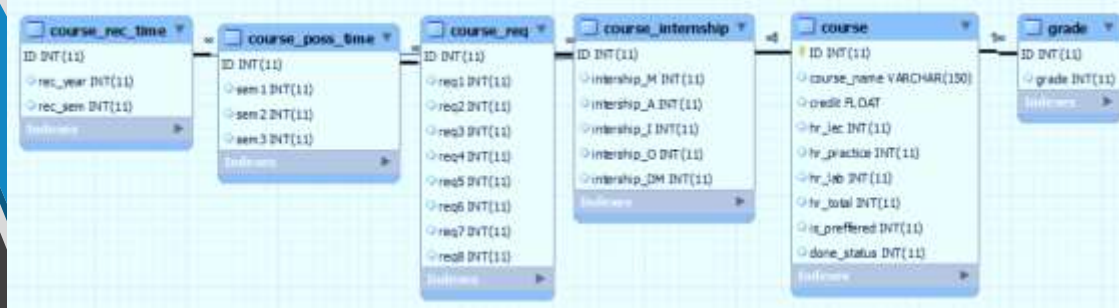 course_rec_time
ID INT(11)
rec_year INT(11)
rec_sem INT(11)
Indexes
course_poss_time
ID INT(11)
sem1 INT(11)
sem2 INT(11)
sem3 INT(11)
Indexes
course_req
ID INT(11)
req1 INT(11)
req2 INT(11)
req3 INT(11)
req4 INT(11)
req5 INT(11)
req6 INT(11)
req7 INT(11)
req8 INT(11)
Indexes
course_internship
ID INT(11)
intership_M INT(11)
intership_A INT(11)
intership_I INT(11)
intership_O INT(11)
intership_DM INT(11)
Indexes
course
ID INT(11)
course_name VARCHAR(150)
credit FLOAT
hr_lec INT(11)
hr_practice INT(11)
hr_lab INT(11)
hr_total INT(11)
is_preffered INT(11)
done_status INT(11)
Indexes
grade
ID INT(11)
grade INT(11)
Indexes